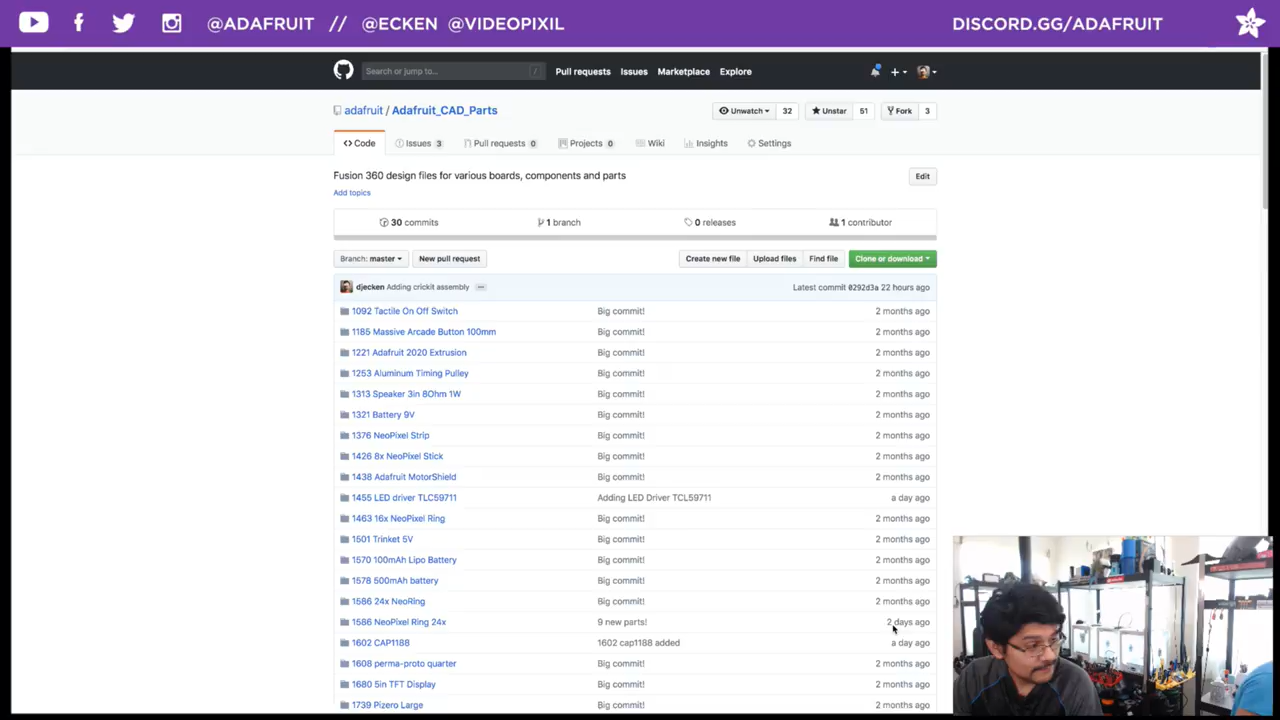 @ADAFRUIT // @ECKEN @VIDEOPIXIL DISCORD.GG/ADAFRUIT
Search or jump to... / Pull requests Issues Marketplace Explore
adafruit / Adafruit_CAD_Parts Unwatch 32 Unstar 51 Fork 3
Code Issues 3 Pull requests 0 Projects 0 Wiki Insights Settings
Fusion 360 design files for various boards, components and parts Edit
Add topics
30 commits 1 branch 0 releases 1 contributor
Branch: master New pull request Create new file Upload files Find file Clone or download
djecken Adding crickit assembly ... Latest commit 0292d3a 22 hours ago
1092 Tactile On Off Switch Big commit! 2 months ago
1185 Massive Arcade Button 100mm Big commit! 2 months ago
1221 Adafruit 2020 Extrusion Big commit! 2 months ago
1253 Aluminum Timing Pulley Big commit! 2 months ago
1313 Speaker 3in 8Ohm 1W Big commit! 2 months ago
1321 Battery 9V Big commit! 2 months ago
1376 NeoPixel Strip Big commit! 2 months ago
1426 8x NeoPixel Stick Big commit! 2 months ago
1438 Adafruit MotorShield Big commit! 2 months ago
1455 LED driver TLC59711 Adding LED Driver TCL59711 a day ago
1463 16x NeoPixel Ring Big commit! 2 months ago
1501 Trinket 5V Big commit! 2 months ago
1570 100mAh Lipo Battery Big commit! 2 months ago
1578 500mAh battery Big commit! 2 months ago
1586 24x NeoRing Big commit! 2 months ago
1586 NeoPixel Ring 24x 9 new parts! 2 days ago
1602 CAP1188 1602 cap1188 added a day ago
1608 perma-proto quarter Big commit! 2 months ago
1680 5in TFT Display Big commit! 2 months ago
1739 Pizero Large Big commit! 2 months ago